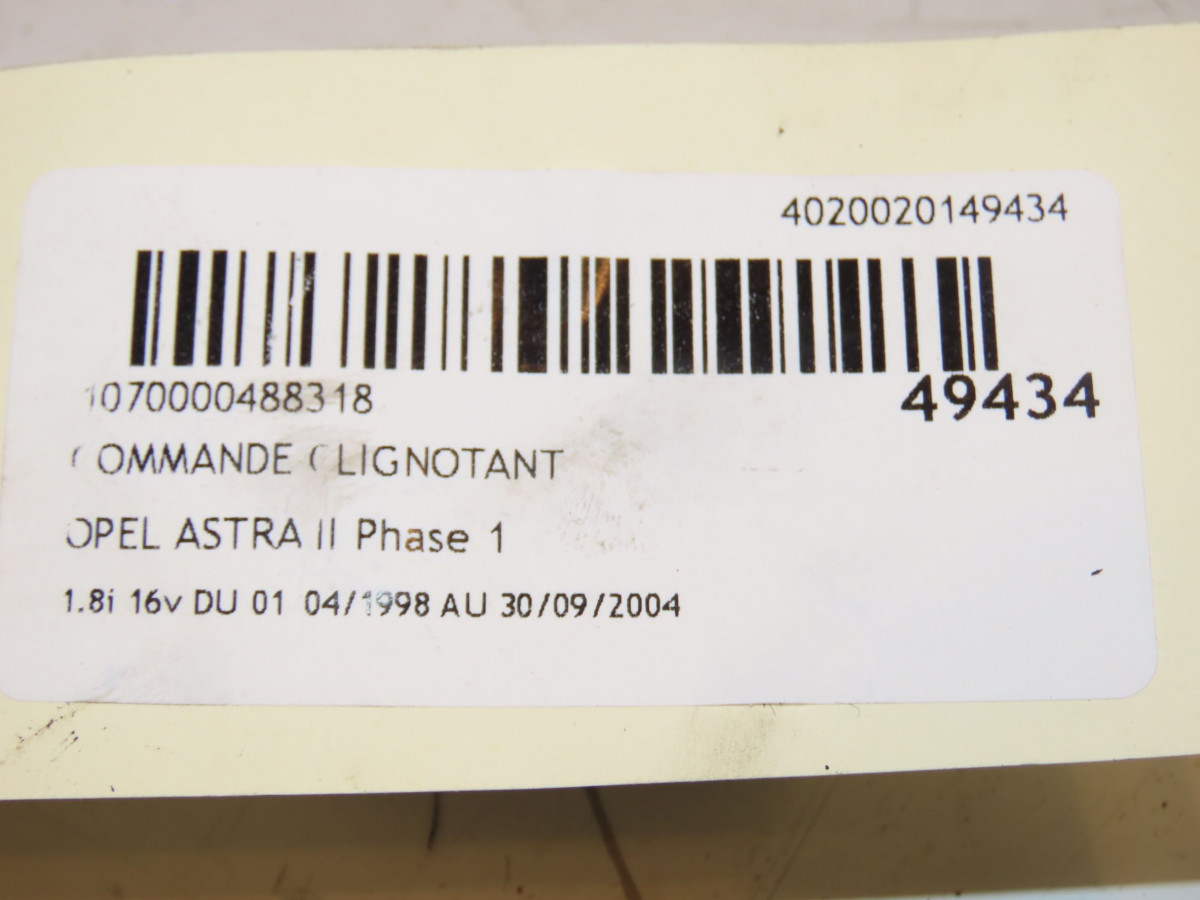 4020020149434
1070000488318
49434
COMMANDE CLIGNOTANT
OPEL ASTRA II Phase 1
1.8i 16v DU 01 04/1998 AU 30/09/2004